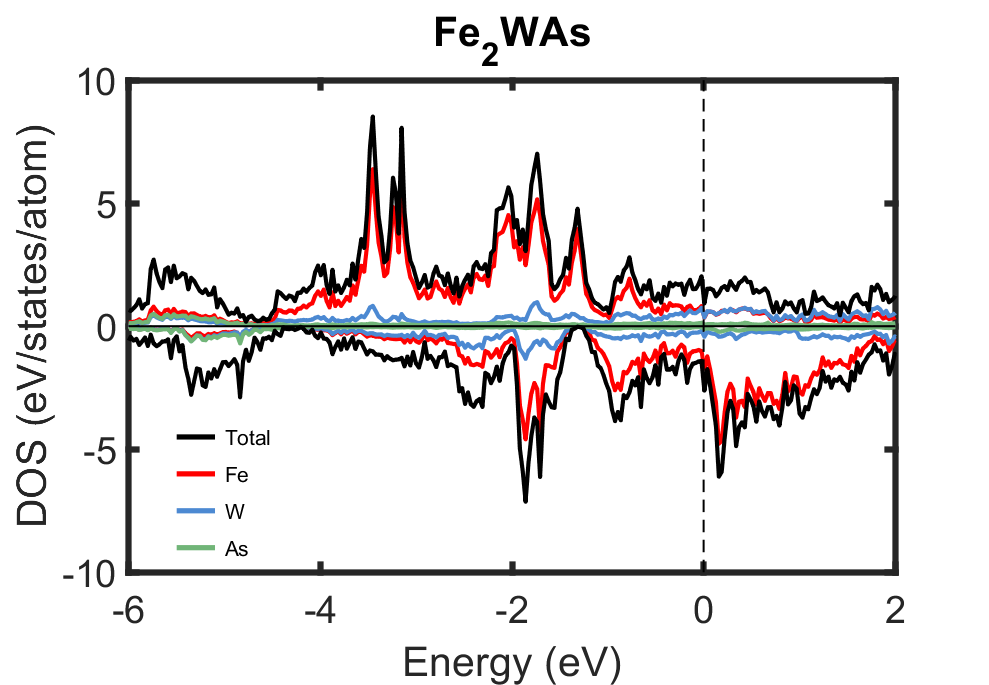 Fe₂WAs
DOS (eV/states/atom)
10
5
0
-5
-10
Total
Fe
W
As
-6 -4 -2 0 2
Energy (eV)